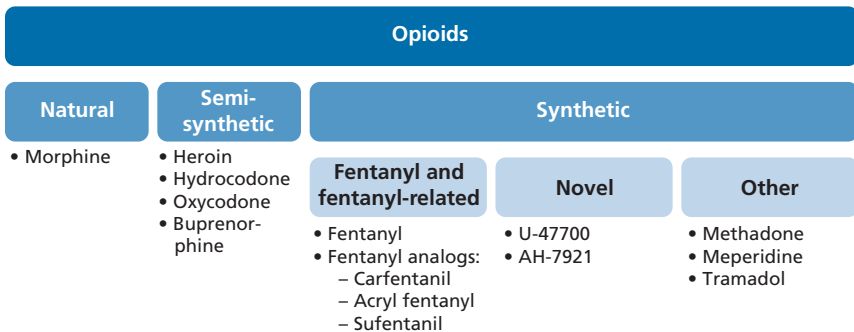 Opioids
Natural
• Morphine
Semi-
synthetic
• Heroin
• Hydrocodone
• Oxycodone
• Buprenor-
phine
Synthetic
Fentanyl and
fentanyl-related
• Fentanyl
• Fentanyl analogs:
– Carfentanil
– Acryl fentanyl
– Sufentanil
Novel
• U-47700
• AH-7921
Other
• Methadone
• Meperidine
• Tramadol